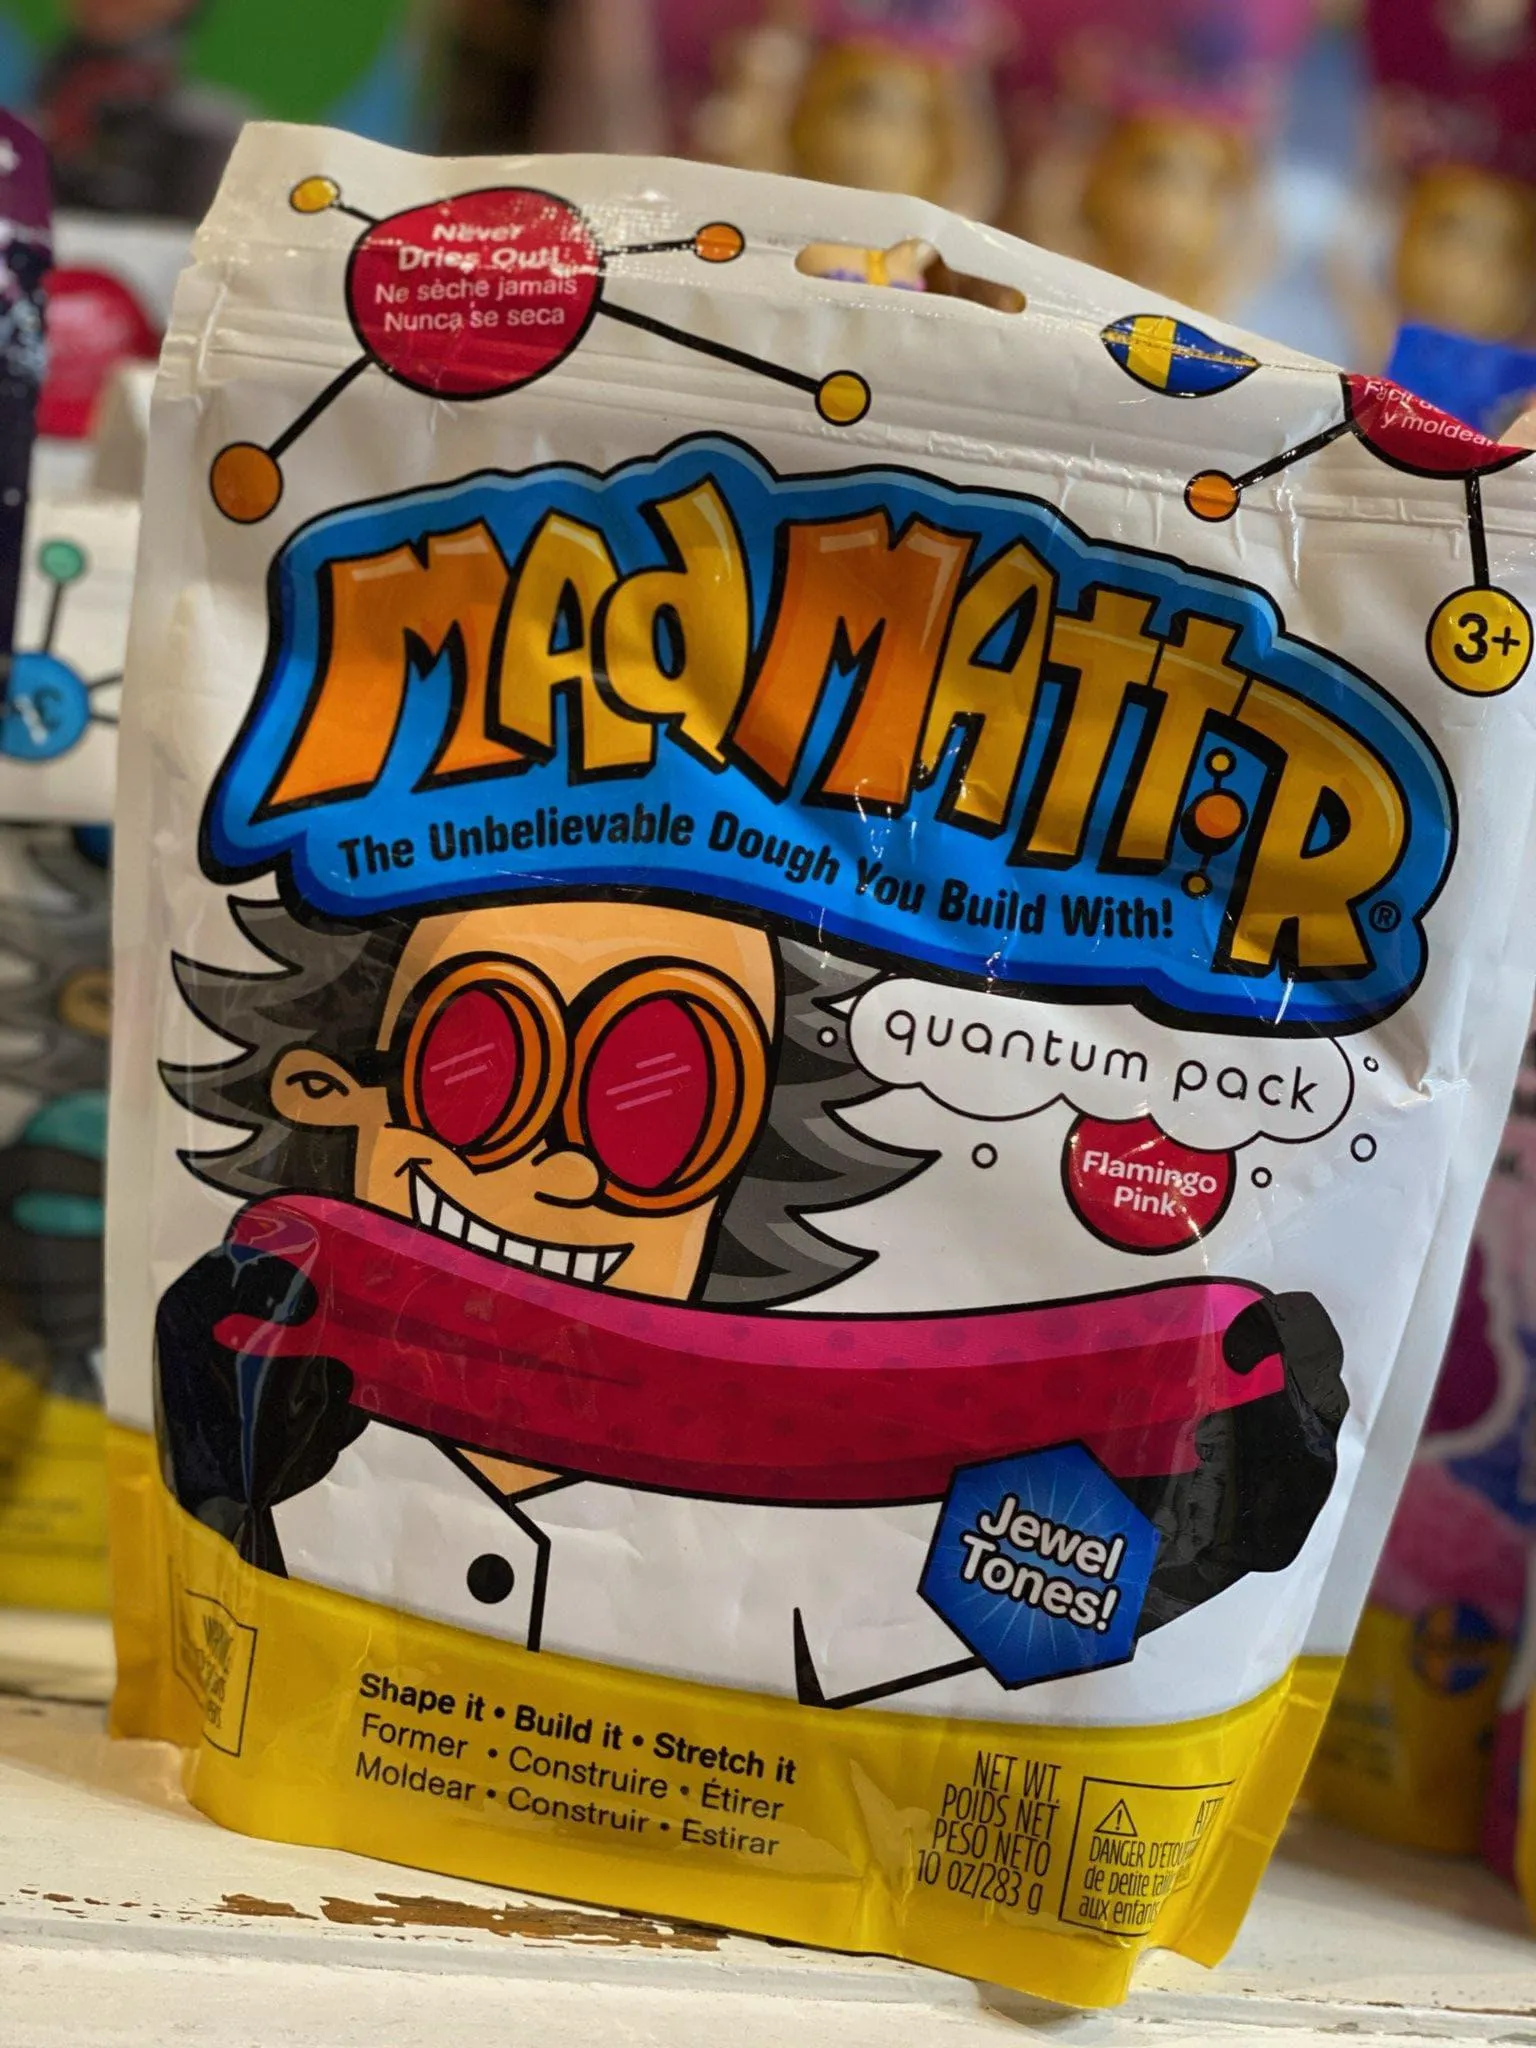 Never
Dries Out!
Ne sèche jamais
Nunca se seca
y moldear
3+
MAd MATTR®
The Unbelievable Dough You Build With!
quantum pack
Flamingo
Pink
Jewel
Tones!
Shape it • Build it • Stretch it
Former • Construire • Étirer
Moldear • Construir • Estirar
NET WT.
POIDS NET
PESO NETO
10 OZ/283 g
DANGER
de petite
aux